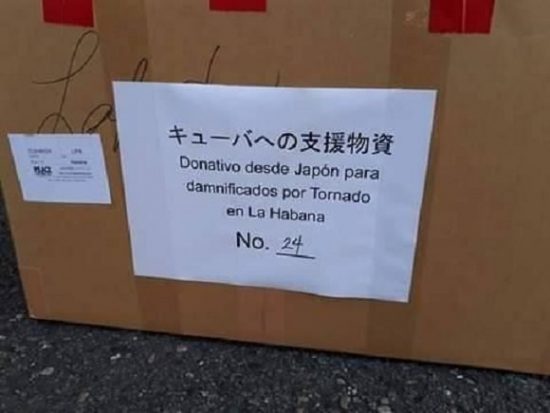 キューバへの支援物資
Donativo desde Japón para
damnificados por Tornado
en La Habana
No. 24